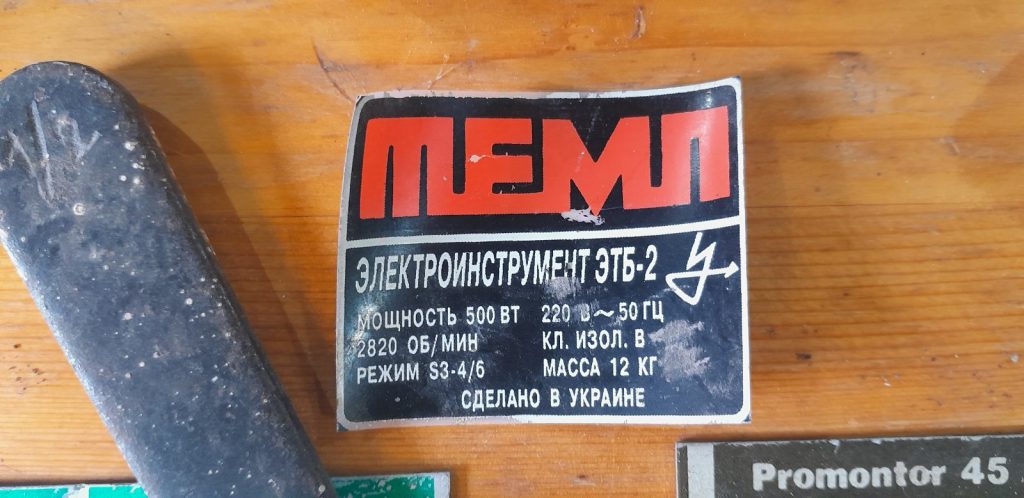 ТЕМП
ЭЛЕКТРОИНСТРУМЕНТ ЭТБ-2
МОЩНОСТЬ 500 ВТ 220 В ~ 50 ГЦ
2820 ОБ/МИН КЛ. ИЗОЛ. В
РЕЖИМ S3-4/6 МАССА 12 КГ
СДЕЛАНО В УКРАИНЕ
Promontor 45